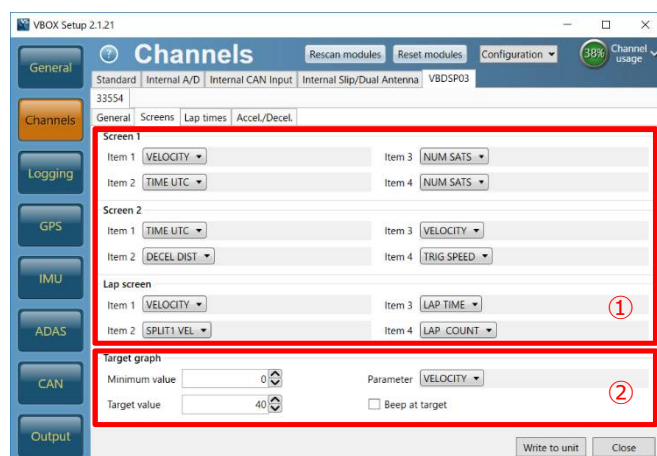 VBOX Setup 2.1.21
General
Channels
Rescan modules Reset modules Configuration
38% Channel usage
Standard Internal A/D Internal CAN Input Internal Slip/Dual Antenna VBDSP03
33554
Channels
General Screens Lap times Accel./Decel.
Screen 1
Item 1 VELOCITY Item 3 NUM SATS
Logging
Item 2 TIME UTC Item 4 NUM SATS
Screen 2
GPS
Item 1 TIME UTC Item 3 VELOCITY
Item 2 DECEL DIST Item 4 TRIG SPEED
IMU
Lap screen
Item 1 VELOCITY Item 3 LAP TIME
①
ADAS
Item 2 SPLIT1 VEL Item 4 LAP COUNT
Target graph
CAN
Minimum value 0 Parameter VELOCITY
②
Target value 40 Beep at target
Output
Write to unit Close